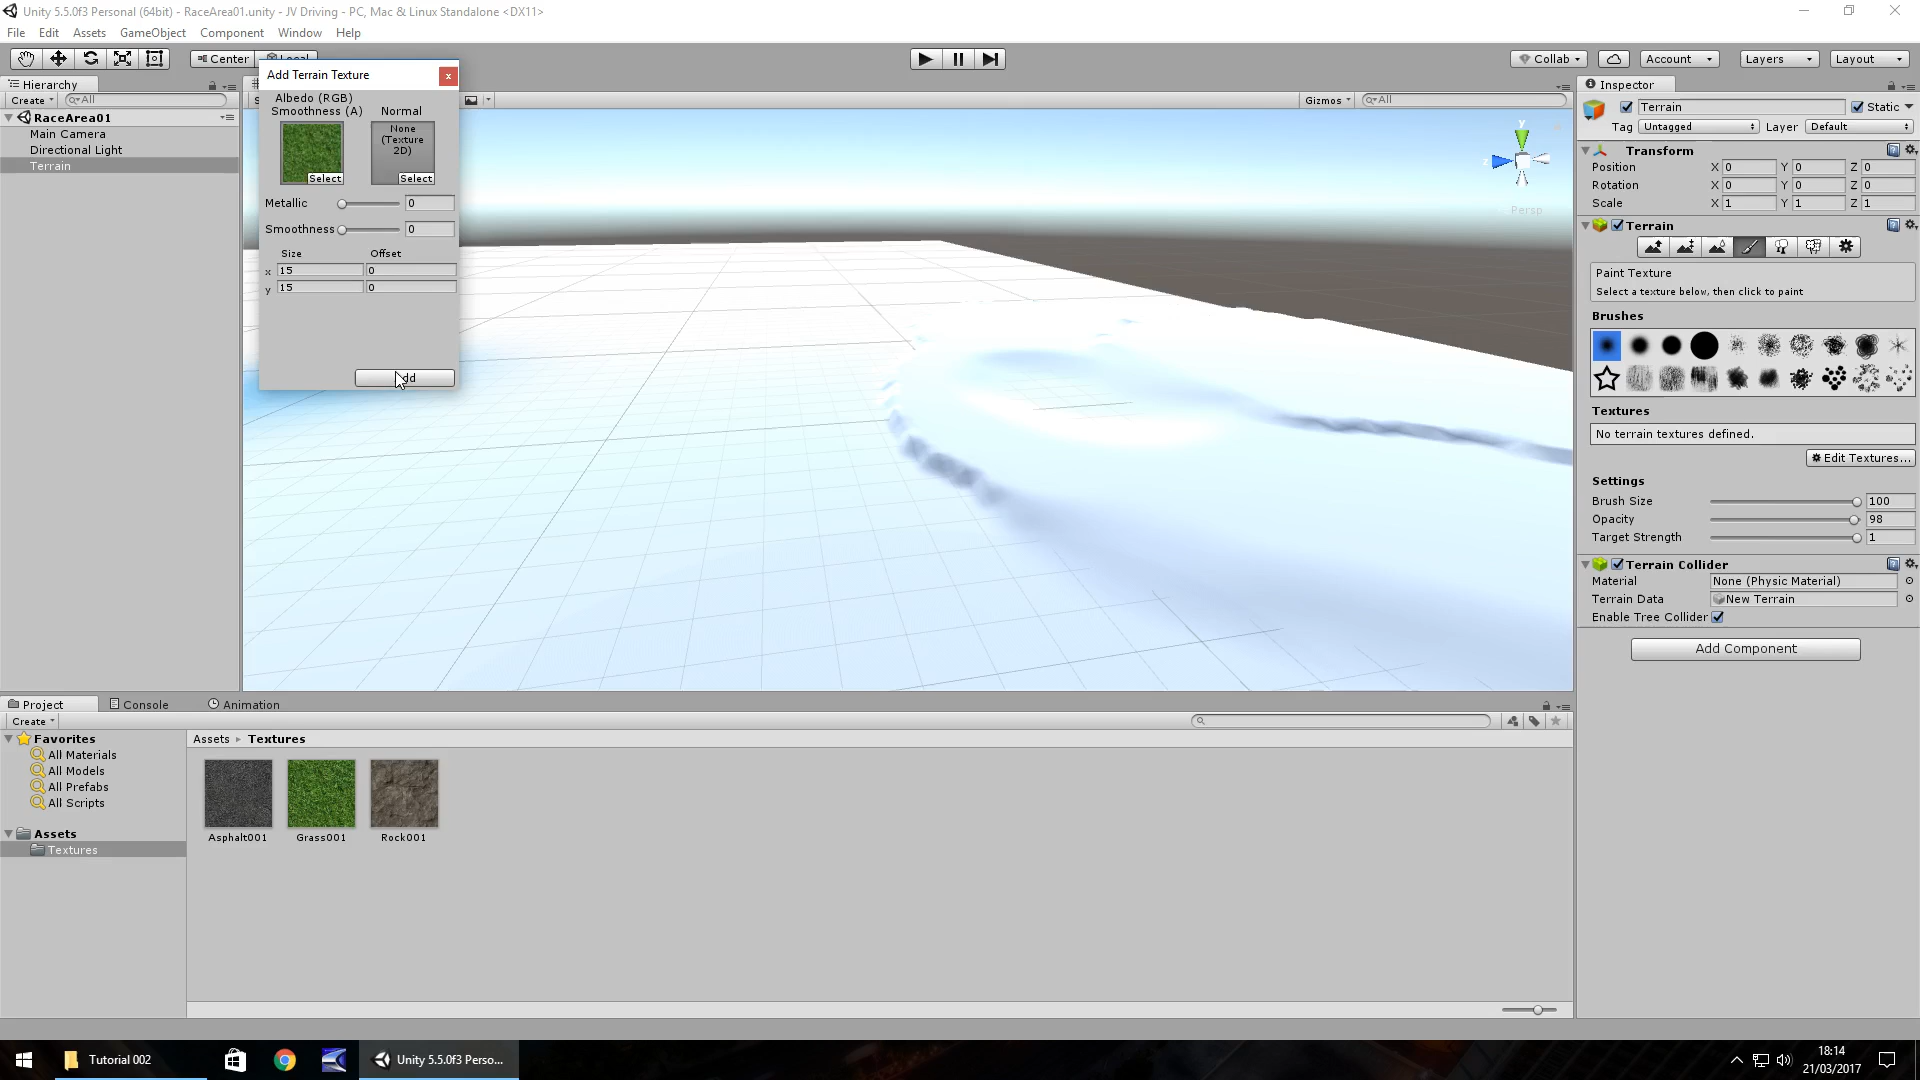 Unity 5.5.0f3 Personal (64bit) - RaceArea01.unity - JV Driving - PC, Mac & Linux Standalone <DX11>
File Edit Assets GameObject Component Window Help
Center Local
Collab Account Layers Layout
Hierarchy
Create All
RaceArea01
Main Camera
Directional Light
Terrain
Add Terrain Texture
x
Albedo (RGB)
Smoothness (A) Normal
None
(Texture
2D)
Select Select
Metallic 0
Smoothness 0
Size Offset
x 15 0
y 15 0
Gizmos All
y
z
Persp
Inspector
Terrain Static
Tag Untagged Layer Default
Transform
Position X 0 Y 0 Z 0
Rotation X 0 Y 0 Z 0
Scale X 1 Y 1 Z 1
Terrain
Paint Texture
Select a texture below, then click to paint
Brushes
Textures
No terrain textures defined.
Edit Textures...
Settings
Brush Size 100
Opacity 98
Target Strength 1
Terrain Collider
Material None (Physic Material)
Terrain Data New Terrain
Enable Tree Collider
Add Component
Project Console Animation
Create
Favorites
All Materials
All Models
All Prefabs
All Scripts
Assets
Textures
Assets Textures
Asphalt001 Grass001 Rock001
Tutorial 002
Unity 5.5.0f3 Perso...
18:14
21/03/2017